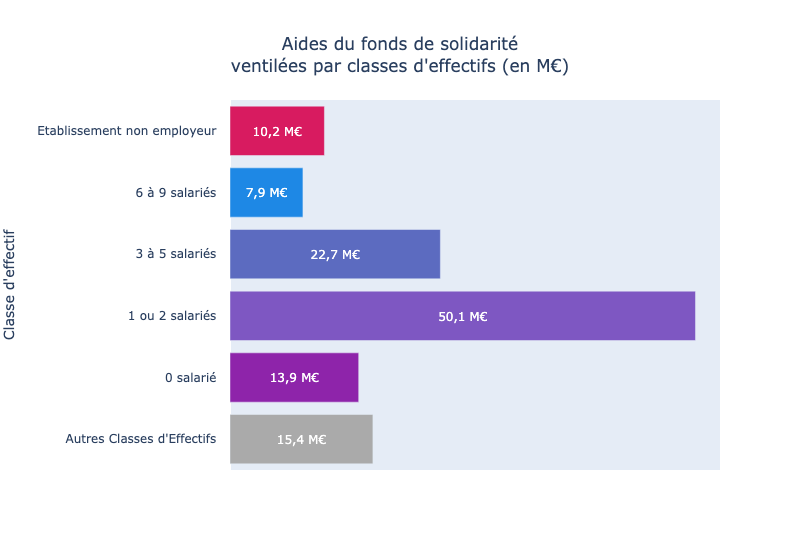 Aides du fonds de solidarité
ventilées par classes d'effectifs (en M€)
Classe d'effectif
Etablissement non employeur
10,2 M€
6 à 9 salariés
7,9 M€
3 à 5 salariés
22,7 M€
1 ou 2 salariés
50,1 M€
0 salarié
13,9 M€
Autres Classes d'Effectifs
15,4 M€